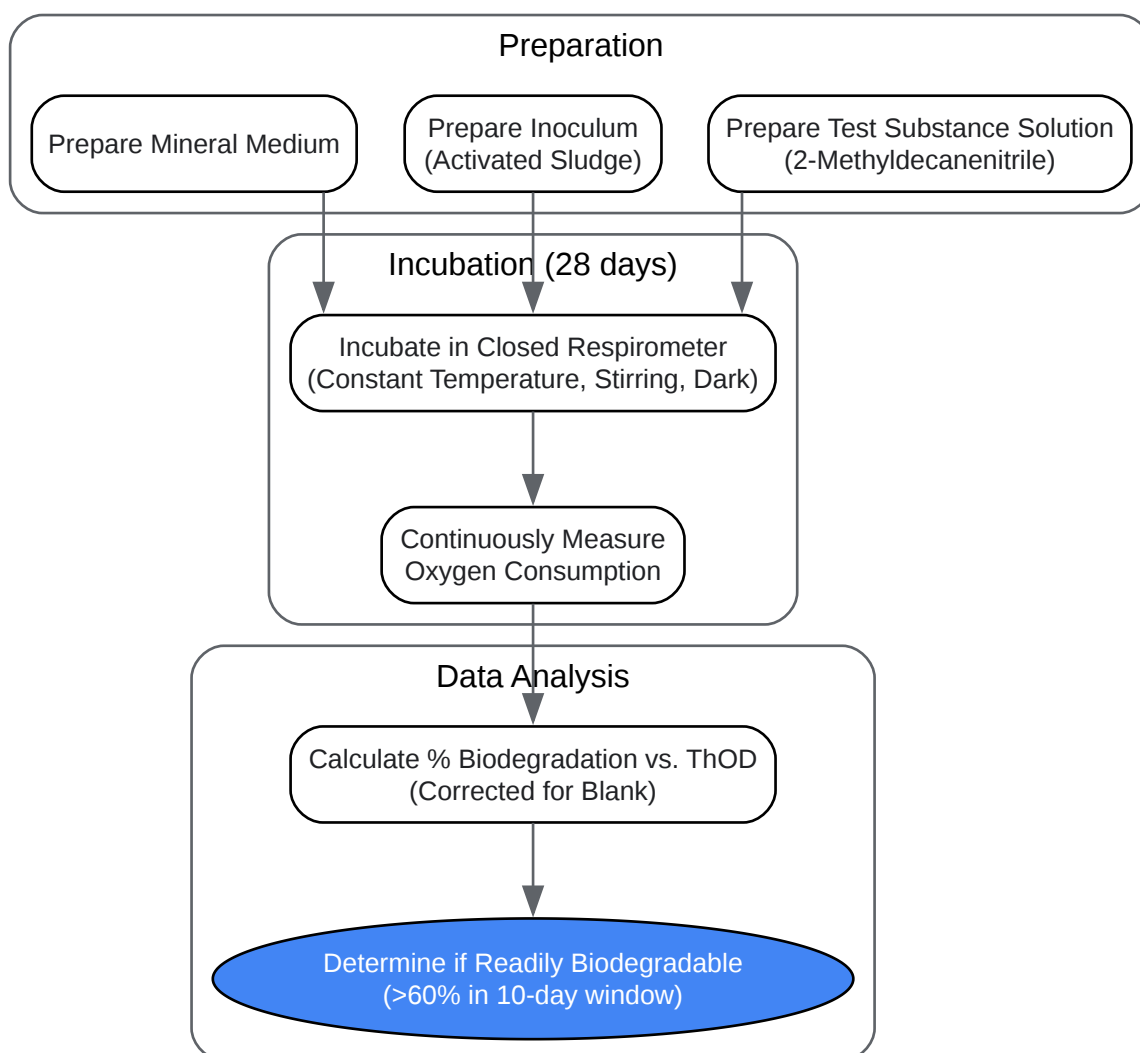 Preparation
Prepare Mineral Medium
Prepare Inoculum
(Activated Sludge)
Prepare Test Substance Solution
(2-Methyldecanenitrile)
Incubation (28 days)
Incubate in Closed Respirometer
(Constant Temperature, Stirring, Dark)
Continuously Measure
Oxygen Consumption
Data Analysis
Calculate % Biodegradation vs. ThOD
(Corrected for Blank)
Determine if Readily Biodegradable
(>60% in 10-day window)